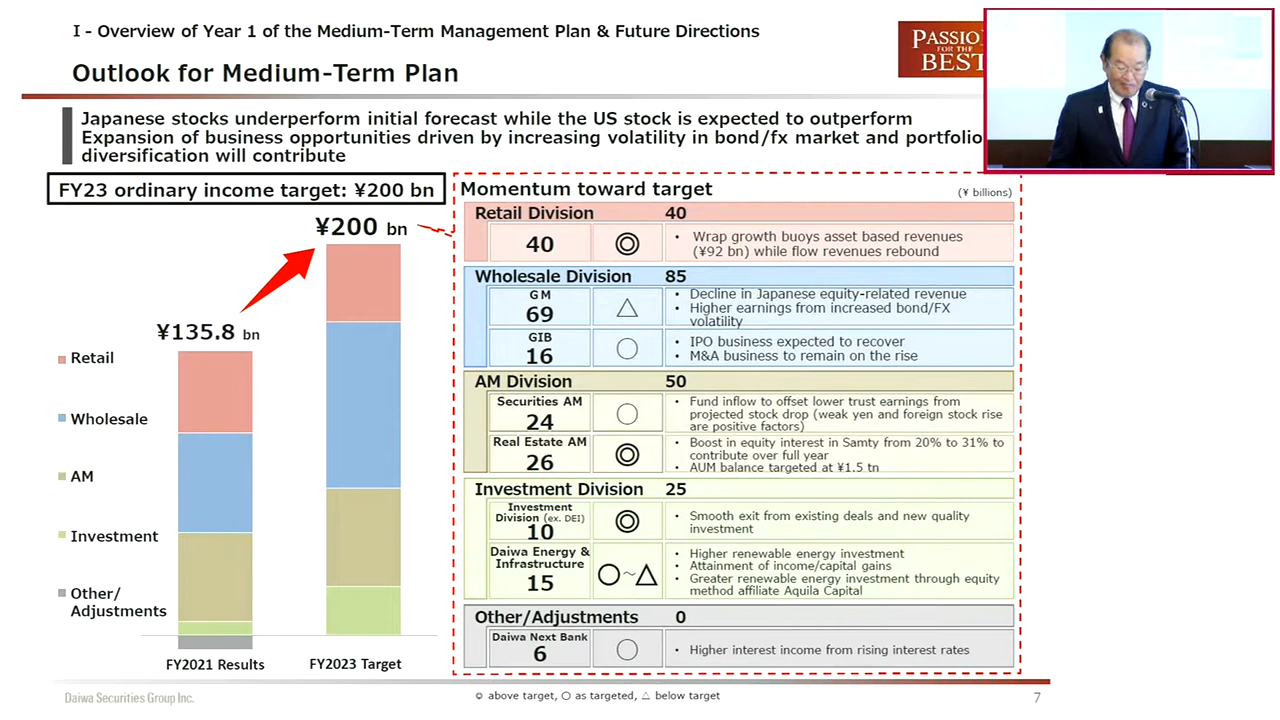 I - Overview of Year 1 of the Medium-Term Management Plan & Future Directions
Outlook for Medium-Term Plan
PASSIO
FOR THE
BEST
Japanese stocks underperform initial forecast while the US stock is expected to outperform
Expansion of business opportunities driven by increasing volatility in bond/fx market and portfolio
diversification will contribute
FY23 ordinary income target: ¥200 bn
¥200 bn
¥135.8 bn
Retail
Wholesale
AM
Investment
Other/
Adjustments
FY2021 Results
FY2023 Target
Momentum toward target
(¥ billions)
Retail Division 40
40 ◎
• Wrap growth buoys asset based revenues
(¥92 bn) while flow revenues rebound
Wholesale Division 85
GM
69 △
• Decline in Japanese equity-related revenue
• Higher earnings from increased bond/FX
volatility
GIB
16 ○
• IPO business expected to recover
• M&A business to remain on the rise
AM Division 50
Securities AM
24 ○
• Fund inflow to offset lower trust earnings from
projected stock drop (weak yen and foreign stock rise
are positive factors)
Real Estate AM
26 ◎
• Boost in equity interest in Samty from 20% to 31% to
contribute over full year
• AUM balance targeted at ¥1.5 tn
Investment Division 25
Investment
Division (ex. DEI)
10 ◎
• Smooth exit from existing deals and new quality
investment
Daiwa Energy &
Infrastructure
15 ○~△
• Higher renewable energy investment
• Attainment of income/capital gains
• Greater renewable energy investment through equity
method affiliate Aquila Capital
Other/Adjustments 0
Daiwa Next Bank
6 ○
• Higher interest income from rising interest rates
Daiwa Securities Group Inc.
◎ above target, ○ as targeted, △ below target
7